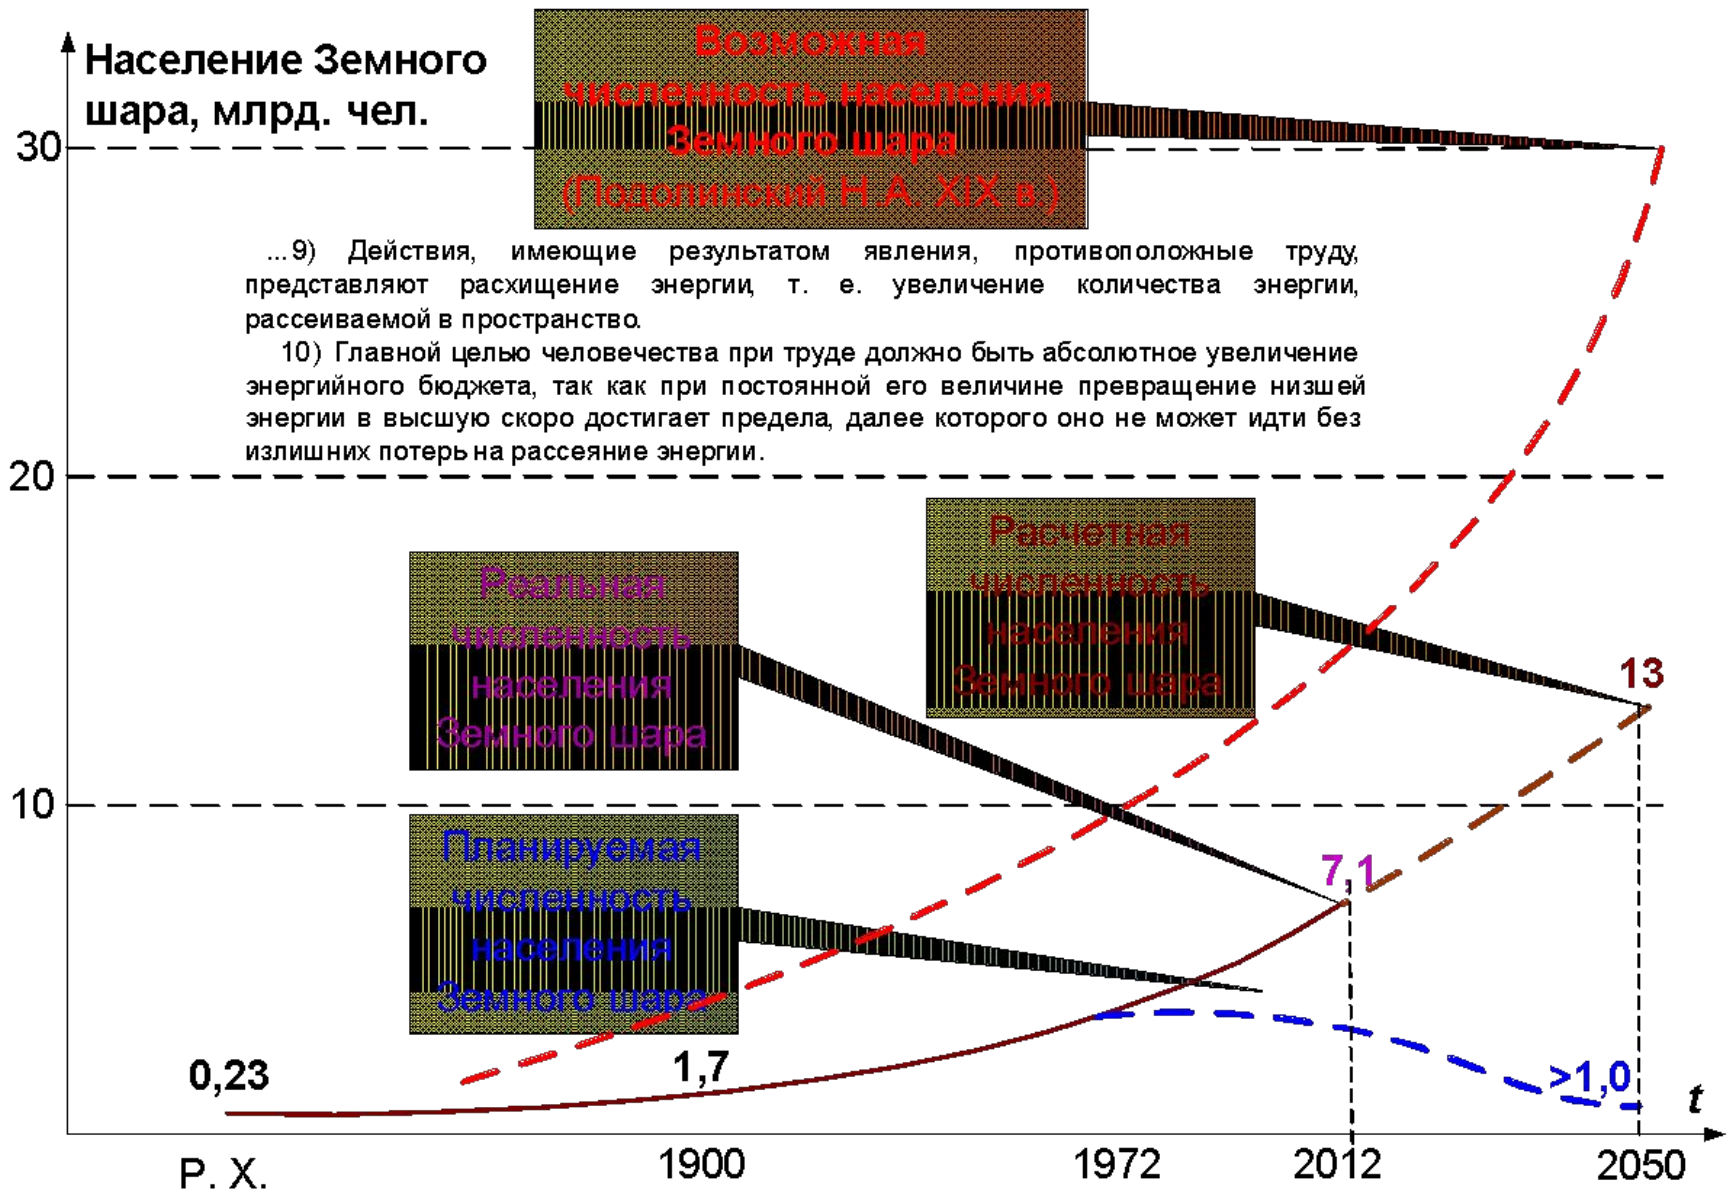 Население Земного
шара, млрд. чел.
Возможная
численность населения
Земного шара
(Подолинский Н.А. XIX в.)
30
...9) Действия, имеющие результатом явления, противоположные труду,
представляют расхищение энергии, т. е. увеличение количества энергии,
рассеиваемой в пространство.
10) Главной целью человечества при труде должно быть абсолютное увеличение
энергийного бюджета, так как при постоянной его величине превращение низшей
энергии в высшую скоро достигает предела, далее которого оно не может идти без
излишних потерь на рассеяние энергии.
20
Расчетная
численность
населения
Земного шара
Реальная
численность
населения
Земного шара
13
10
7,1
Планируемая
численность
населения
Земного шара
0,23
1,7
>1,0
t
Р. Х.
1900
1972
2012
2050